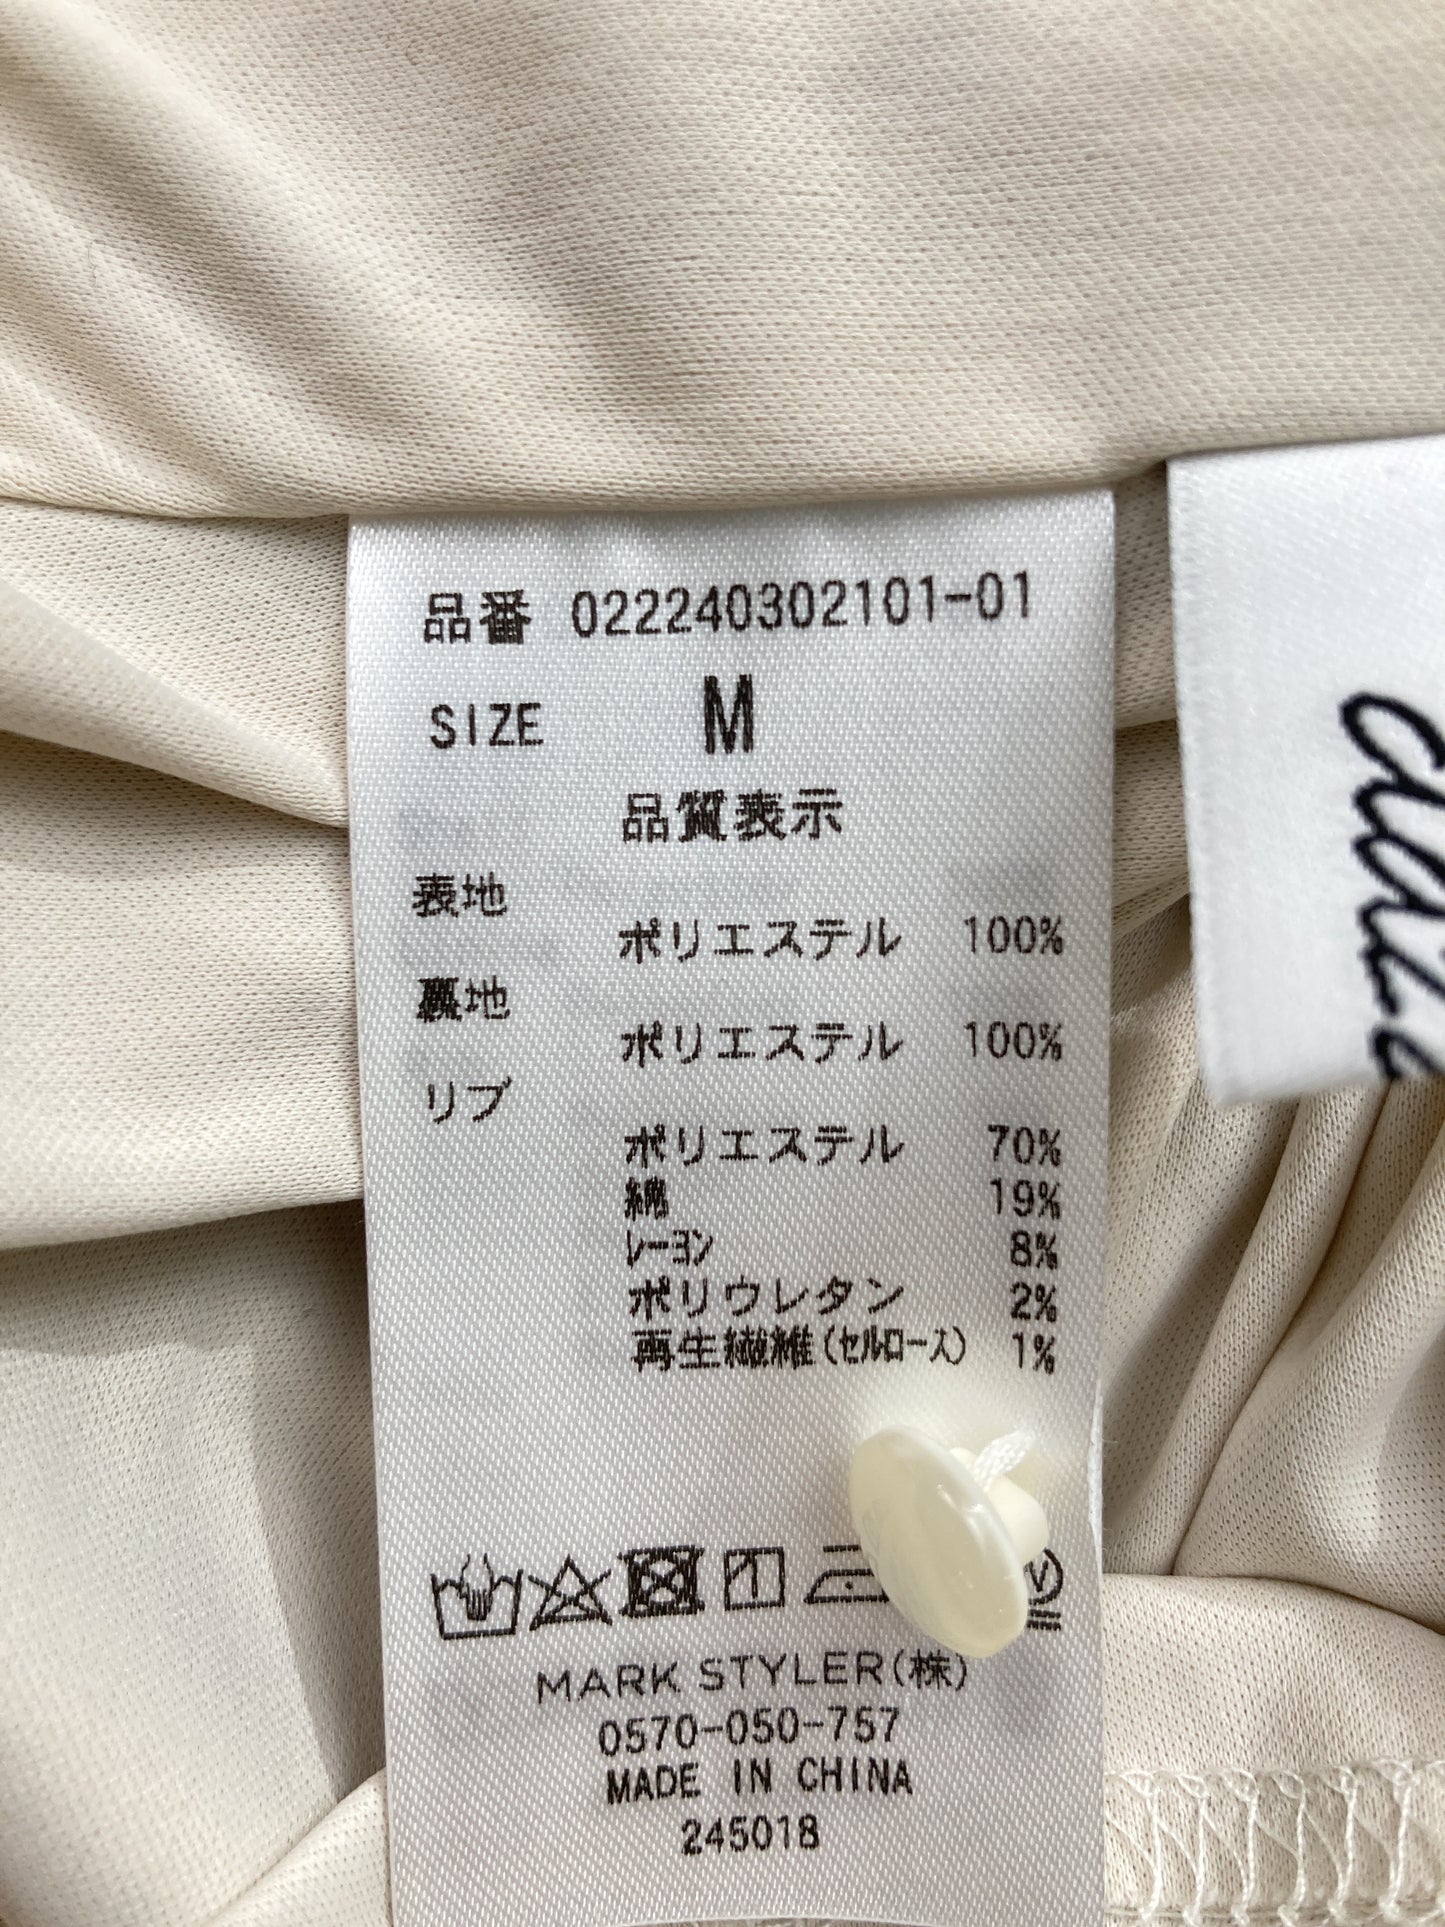 品番 022240302101-01
SIZE M
品質表示
表地
ポリエステル 100%
裏地
ポリエステル 100%
リブ
ポリエステル 70%
綿 19%
レーヨン 8%
ポリウレタン 2%
再生繊維(セルロース) 1%
MARK STYLER(株)
0570-050-757
MADE IN CHINA
245018